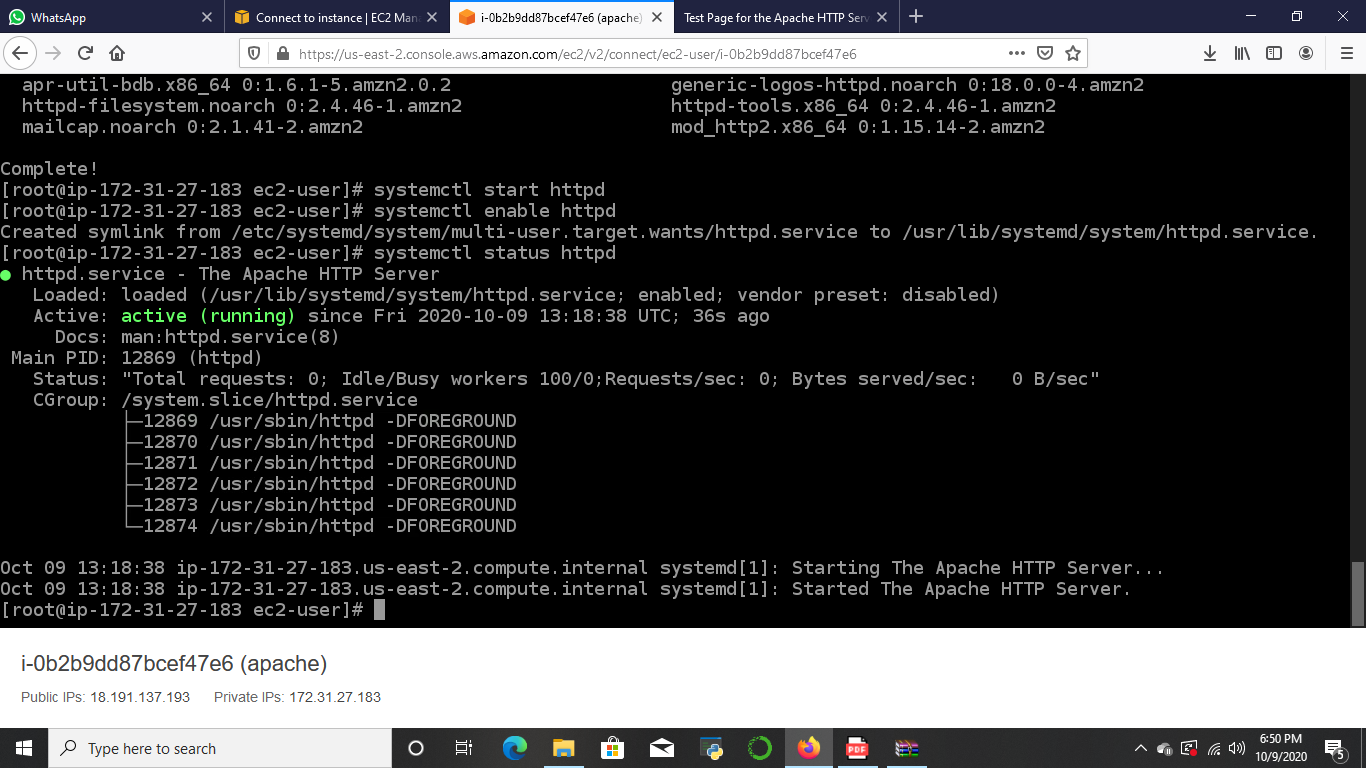 WhatsApp
Connect to instance | EC2 Man
i-0b2b9dd87bcef47e6 (apache)
Test Page for the Apache HTTP Serv
https://us-east-2.console.aws.amazon.com/ec2/v2/connect/ec2-user/i-0b2b9dd87bcef47e6
apr-util-bdb.x86_64 0:1.6.1-5.amzn2.0.2 generic-logos-httpd.noarch 0:18.0.0-4.amzn2
httpd-filesystem.noarch 0:2.4.46-1.amzn2 httpd-tools.x86_64 0:2.4.46-1.amzn2
mailcap.noarch 0:2.1.41-2.amzn2 mod_http2.x86_64 0:1.15.14-2.amzn2
Complete!
[root@ip-172-31-27-183 ec2-user]# systemctl start httpd
[root@ip-172-31-27-183 ec2-user]# systemctl enable httpd
Created symlink from /etc/systemd/system/multi-user.target.wants/httpd.service to /usr/lib/systemd/system/httpd.service.
[root@ip-172-31-27-183 ec2-user]# systemctl status httpd
● httpd.service - The Apache HTTP Server
Loaded: loaded (/usr/lib/systemd/system/httpd.service; enabled; vendor preset: disabled)
Active: active (running) since Fri 2020-10-09 13:18:38 UTC; 36s ago
Docs: man:httpd.service(8)
Main PID: 12869 (httpd)
Status: "Total requests: 0; Idle/Busy workers 100/0;Requests/sec: 0; Bytes served/sec:   0 B/sec"
CGroup: /system.slice/httpd.service
├─12869 /usr/sbin/httpd -DFOREGROUND
├─12870 /usr/sbin/httpd -DFOREGROUND
├─12871 /usr/sbin/httpd -DFOREGROUND
├─12872 /usr/sbin/httpd -DFOREGROUND
├─12873 /usr/sbin/httpd -DFOREGROUND
└─12874 /usr/sbin/httpd -DFOREGROUND
Oct 09 13:18:38 ip-172-31-27-183.us-east-2.compute.internal systemd[1]: Starting The Apache HTTP Server...
Oct 09 13:18:38 ip-172-31-27-183.us-east-2.compute.internal systemd[1]: Started The Apache HTTP Server.
[root@ip-172-31-27-183 ec2-user]#
i-0b2b9dd87bcef47e6 (apache)
Public IPs: 18.191.137.193 Private IPs: 172.31.27.183
Type here to search
PDF
6:50 PM
10/9/2020
5